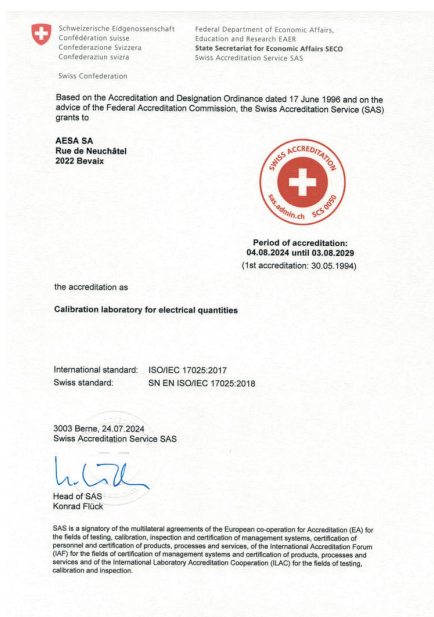 Schweizerische Eidgenossenschaft
Confédération suisse
Confederazione Svizzera
Confederaziun svizra
Swiss Confederation
Federal Department of Economic Affairs,
Education and Research EAER
State Secretariat for Economic Affairs SECO
Swiss Accreditation Service SAS
Based on the Accreditation and Designation Ordinance dated 17 June 1996 and on the
advice of the Federal Accreditation Commission, the Swiss Accreditation Service (SAS)
grants to
AESA SA
Rue de Neuchâtel
2022 Bevaix
SWISS ACCREDITATION
sas.admin.ch SCS 0050
Period of accreditation:
04.08.2024 until 03.08.2029
(1st accreditation: 30.05.1994)
the accreditation as
Calibration laboratory for electrical quantities
International standard: ISO/IEC 17025:2017
Swiss standard: SN EN ISO/IEC 17025:2018
3003 Berne, 24.07.2024
Swiss Accreditation Service SAS
Head of SAS
Konrad Flück
SAS is a signatory of the multilateral agreements of the European co-operation for Accreditation (EA) for
the fields of testing, calibration, inspection and certification of management systems, certification of
personnel and certification of products, processes and services, of the International Accreditation Forum
(IAF) for the fields of certification of management systems and certification of products, processes and
services and of the International Laboratory Accreditation Cooperation (ILAC) for the fields of testing,
calibration and inspection.